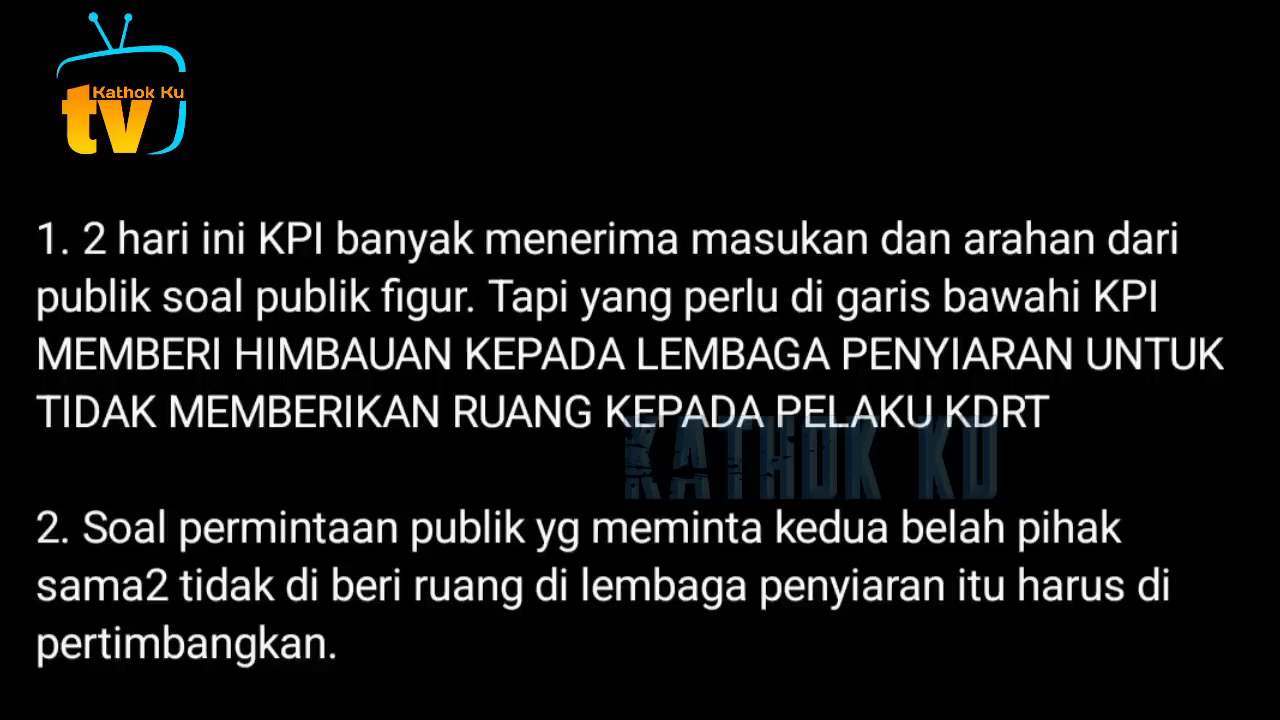 Kathok Ku
tv
1. 2 hari ini KPI banyak menerima masukan dan arahan dari
publik soal publik figur. Tapi yang perlu di garis bawahi KPI
MEMBERI HIMBAUAN KEPADA LEMBAGA PENYIARAN UNTUK
TIDAK MEMBERIKAN RUANG KEPADA PELAKU KDRT
KATHOK KU
2. Soal permintaan publik yg meminta kedua belah pihak
sama2 tidak di beri ruang di lembaga penyiaran itu harus di
pertimbangkan.